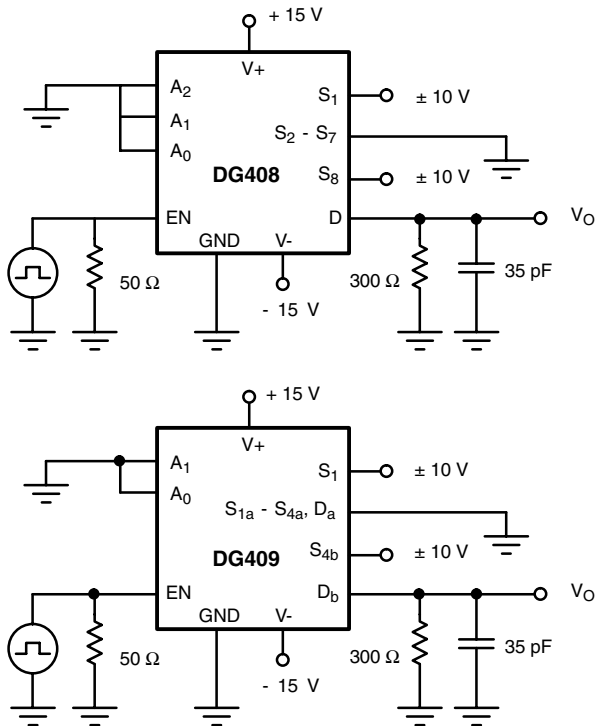 + 15 V
V+
A2
S1 ± 10 V
A1
S2 - S7
A0
DG408
S8 ± 10 V
EN
D
VO
GND V-
50 Ω
300 Ω
35 pF
- 15 V
+ 15 V
V+
A1
S1 ± 10 V
A0
S1a - S4a, Da
DG409
S4b ± 10 V
EN
Db
VO
GND V-
50 Ω
300 Ω
35 pF
- 15 V